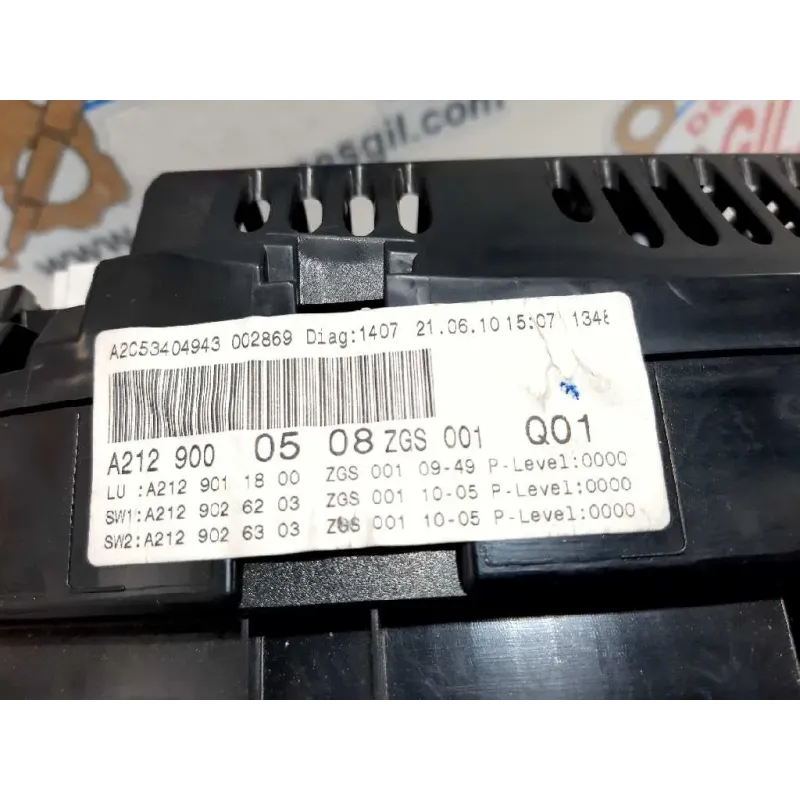 A2C53404943 002869 Diag:1407 21.06.10 15:07 1348
A212 900 05 08 ZGS 001 Q01
LU :A212 901 18 00 ZGS 001 09-49 P-Level:0000
SW1:A212 902 62 03 ZGS 001 10-05 P-Level:0000
SW2:A212 902 63 03 ZGS 001 10-05 P-Level:0000